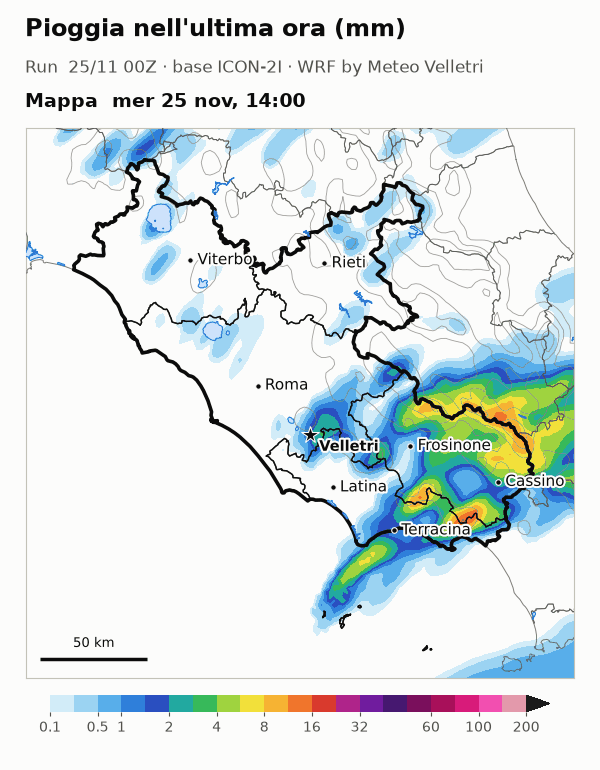 Pioggia nell'ultima ora (mm)
Run 25/11 00Z · base ICON-2I · WRF by Meteo Velletri
Mappa mer 25 nov, 14:00
Viterbo
Rieti
Roma
Velletri
Frosinone
Cassino
Latina
Terracina
50 km
0.1 0.5 1 2 4 8 16 32 60 100 200